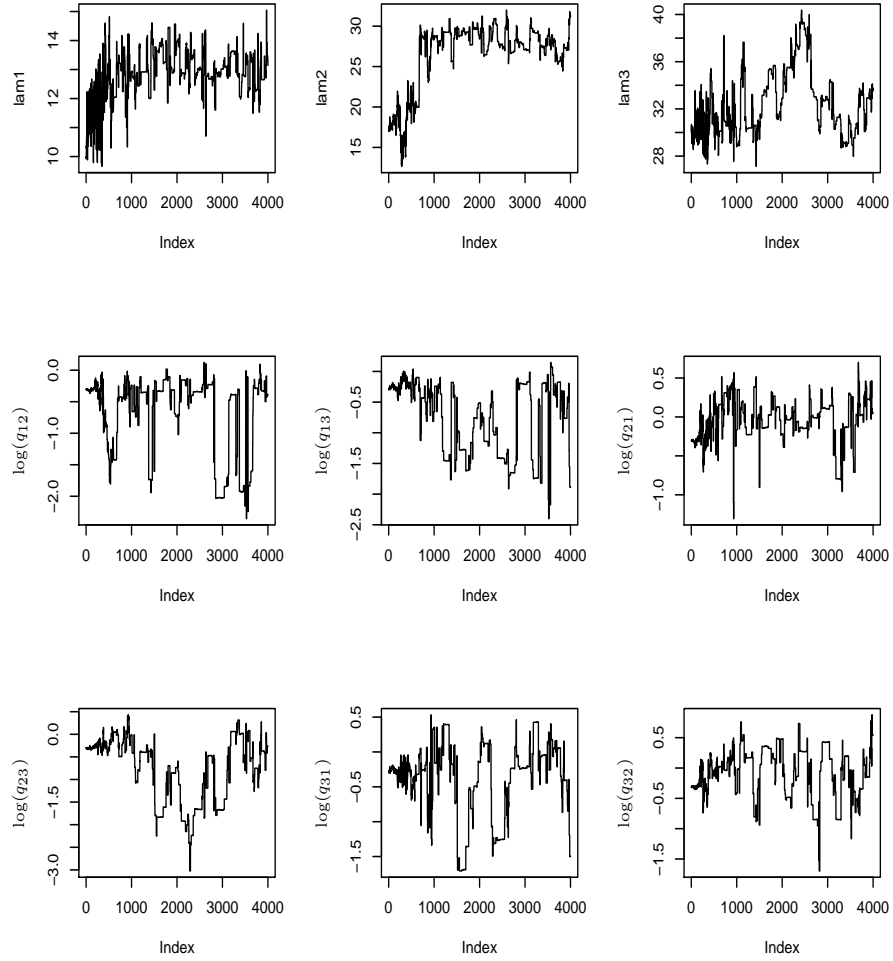 lam1
10 12 14
0 1000 2000 3000 4000
Index
lam2
15 20 25 30
0 1000 2000 3000 4000
Index
lam3
28 32 36 40
0 1000 2000 3000 4000
Index
log(q12)
−2.0 −1.0 0.0
0 1000 2000 3000 4000
Index
log(q13)
−2.5 −1.5 −0.5
0 1000 2000 3000 4000
Index
log(q21)
−1.0 0.0 0.5
0 1000 2000 3000 4000
Index
log(q23)
−3.0 −1.5 0.0
0 1000 2000 3000 4000
Index
log(q31)
−1.5 −0.5 0.5
0 1000 2000 3000 4000
Index
log(q32)
−1.5 −0.5 0.5
0 1000 2000 3000 4000
Index